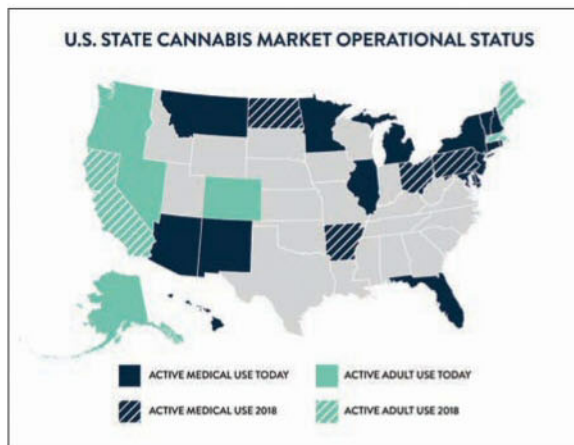 U.S. STATE CANNABIS MARKET OPERATIONAL STATUS
ACTIVE MEDICAL USE TODAY
ACTIVE ADULT USE TODAY
ACTIVE MEDICAL USE 2018
ACTIVE ADULT USE 2018